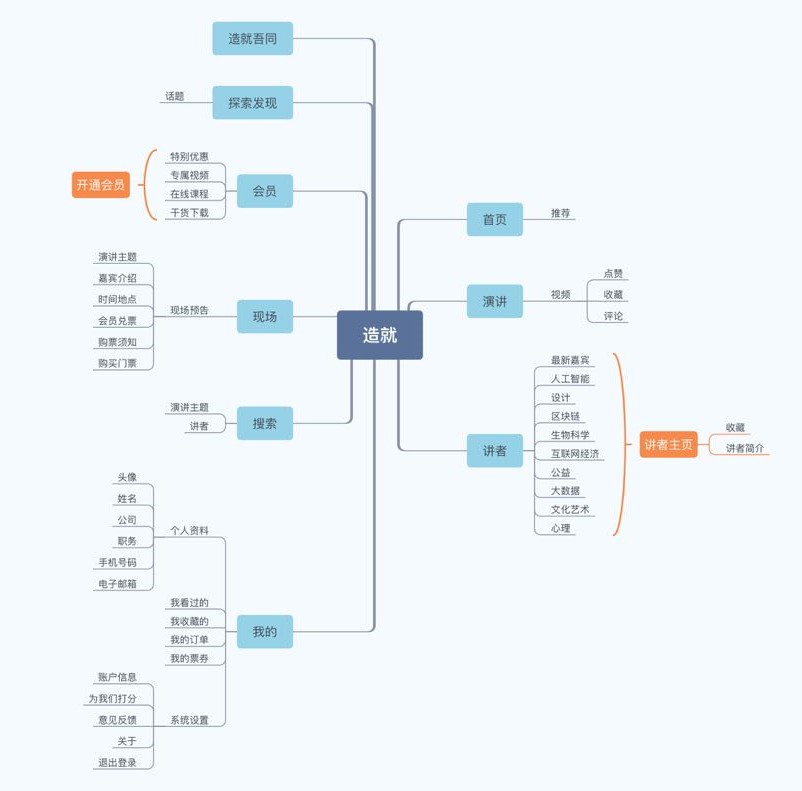 造就
首页
推荐
演讲
视频
点赞
收藏
评论
讲者
最新嘉宾
人工智能
设计
区块链
生物科学
互联网经济
公益
大数据
文化艺术
心理
讲者主页
收藏
讲者简介
造就吾同
探索发现
话题
会员
特别优惠
专属视频
在线课程
干货下载
开通会员
现场
现场预告
演讲主题
嘉宾介绍
时间地点
会员兑票
购票须知
购买门票
搜索
演讲主题
讲者
我的
个人资料
头像
姓名
公司
职务
手机号码
电子邮箱
我看过的
我收藏的
我的订单
我的票券
系统设置
账户信息
为我们打分
意见反馈
关于
退出登录